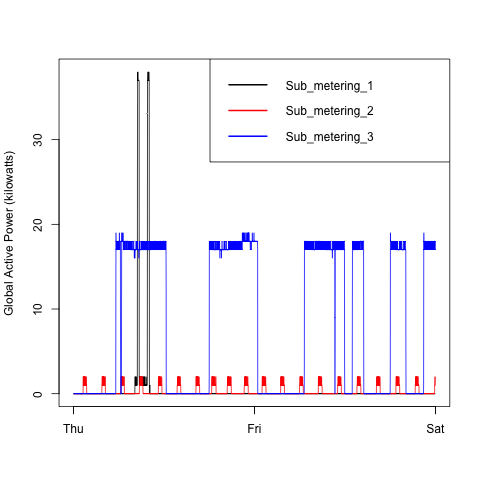 Sub_metering_1
Sub_metering_2
Sub_metering_3
Global Active Power (kilowatts)
30
20
10
0
Thu Fri Sat